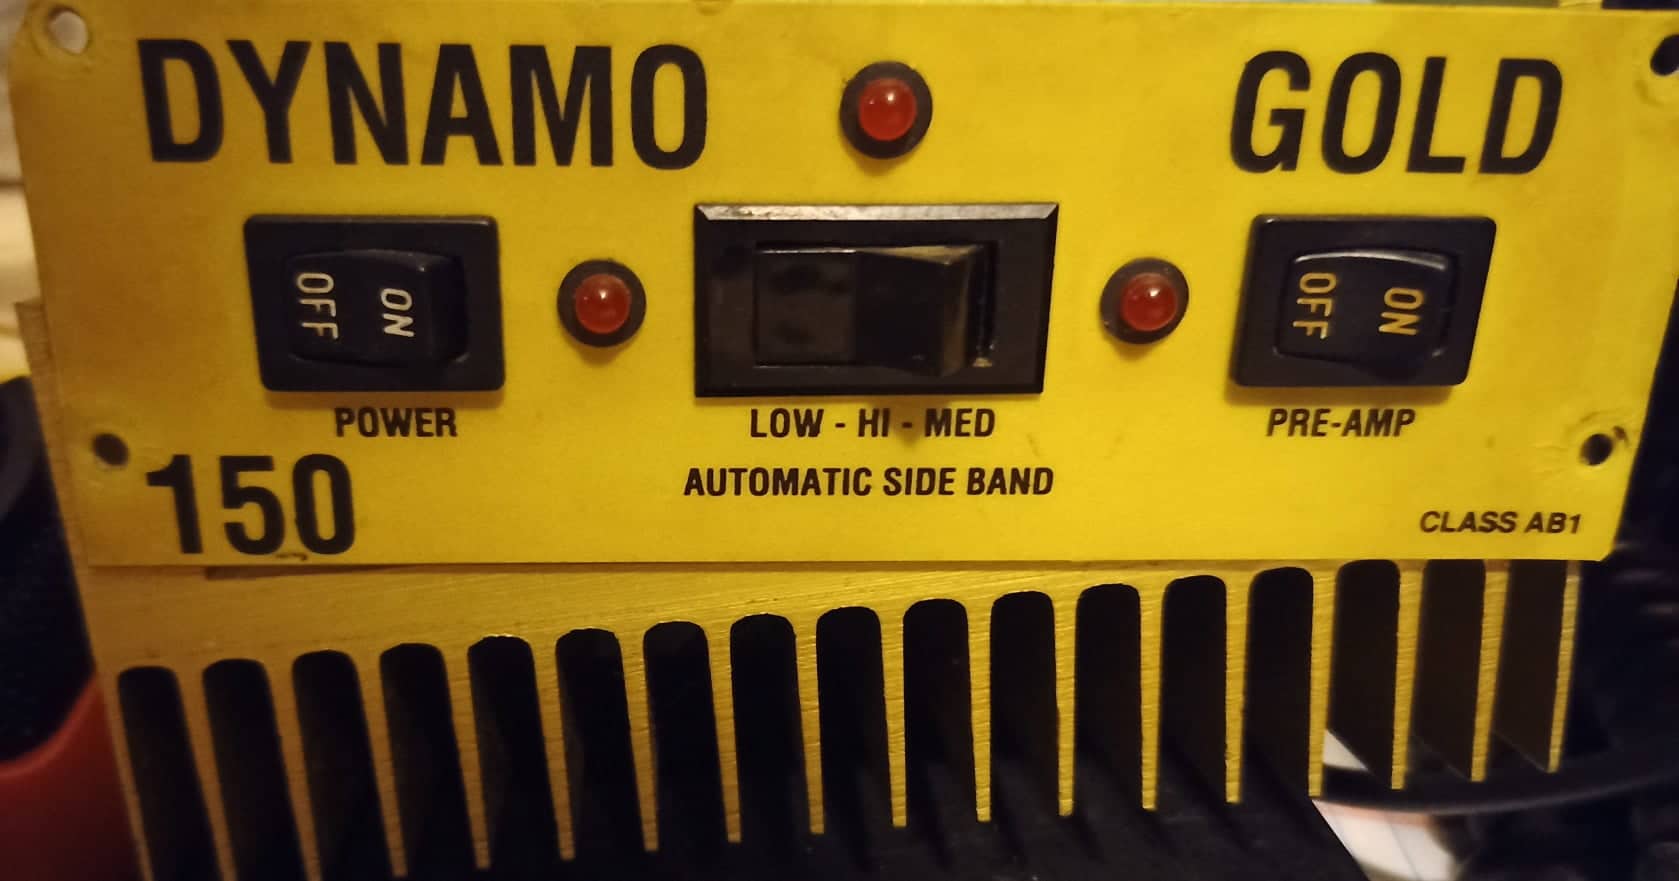 DYNAMO GOLD
OFF ON
OFF ON
POWER
LOW - HI - MED
PRE-AMP
150
AUTOMATIC SIDE BAND
CLASS AB1